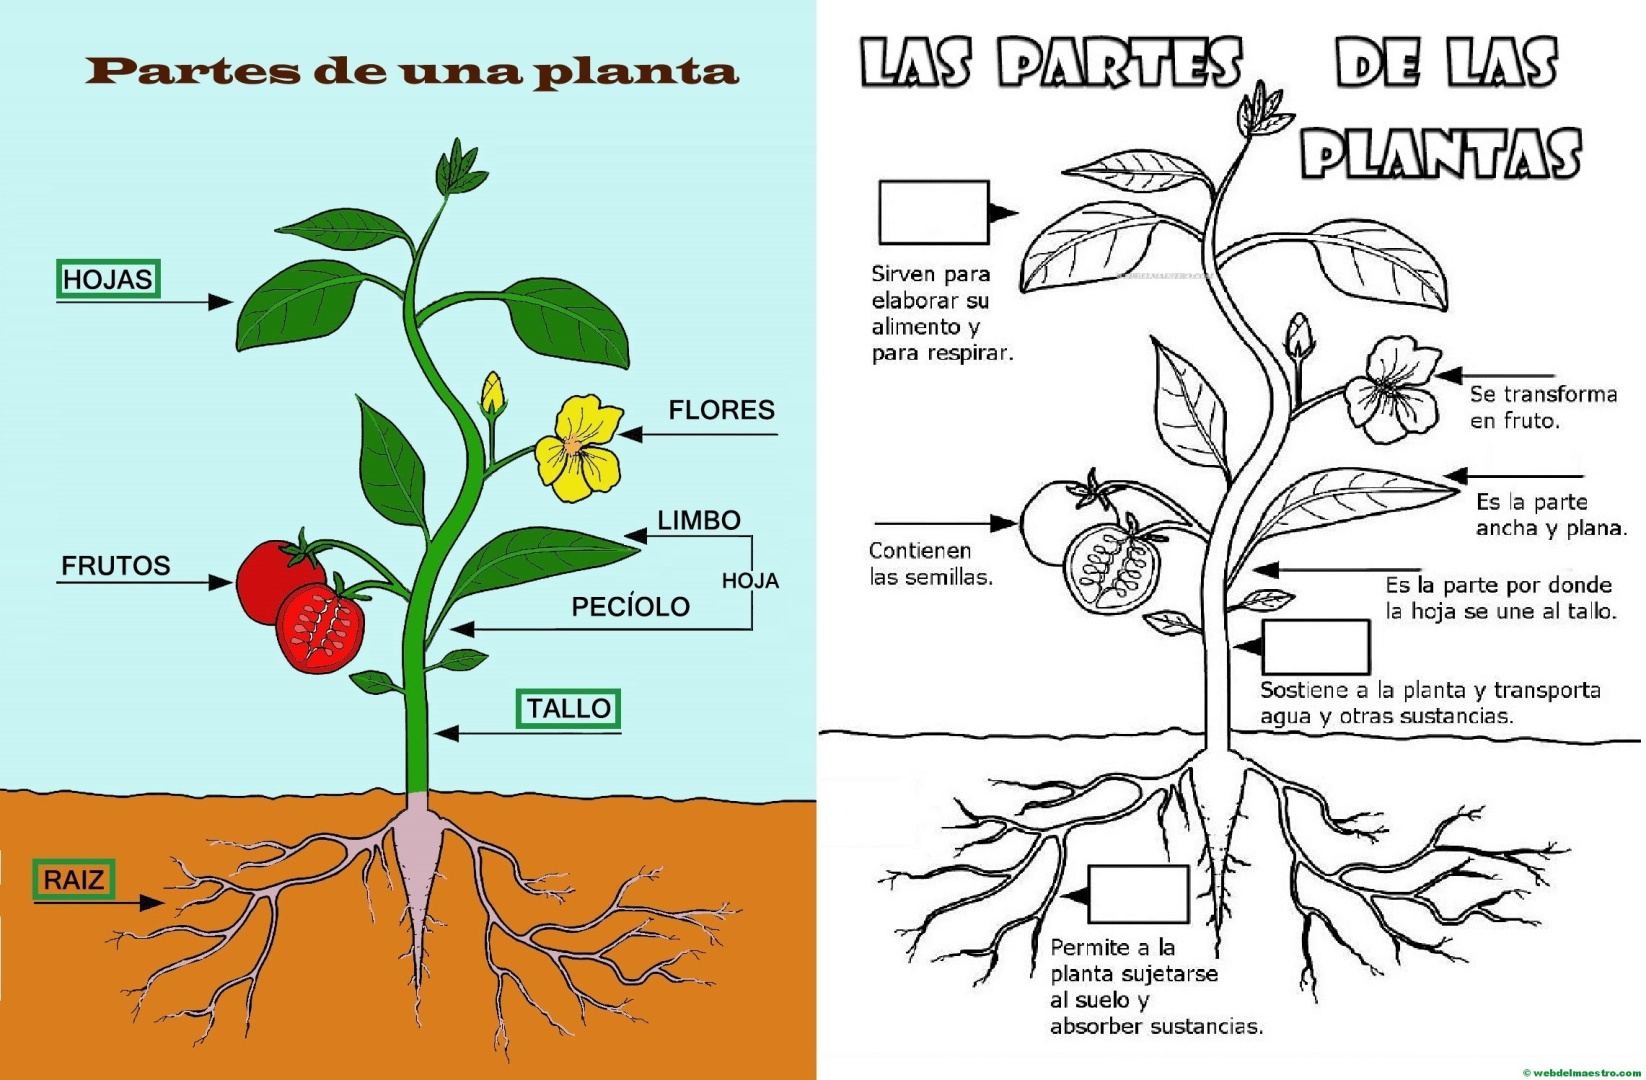 Partes de una planta
HOJAS
FLORES
LIMBO
FRUTOS
HOJA
PECÍOLO
TALLO
RAIZ
LAS PARTES DE LAS
PLANTAS
Sirven para
elaborar su
alimento y
para respirar.
Se transforma
en fruto.
Es la parte
ancha y plana.
Contienen
las semillas.
Es la parte por donde
la hoja se une al tallo.
Sostiene a la planta y transporta
agua y otras sustancias.
Permite a la
planta sujetarse
al suelo y
absorber sustancias.
© webdelmaestro.com